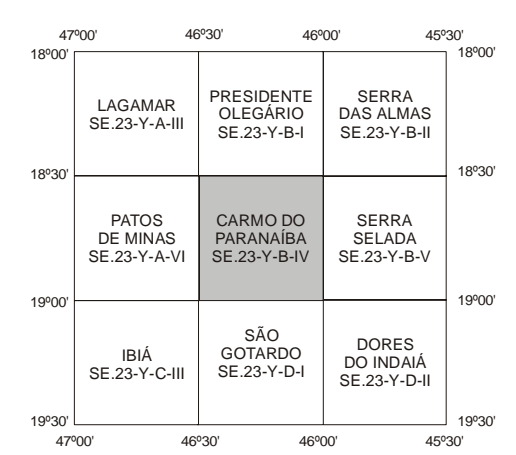 47º00' 46º30' 46º00' 45º30'
18º00' 18º00'
LAGAMAR
SE.23-Y-A-III
PRESIDENTE
OLEGÁRIO
SE.23-Y-B-I
SERRA
DAS ALMAS
SE.23-Y-B-II
18º30' 18º30'
PATOS
DE MINAS
SE.23-Y-A-VI
CARMO DO
PARANAÍBA
SE.23-Y-B-IV
SERRA
SELADA
SE.23-Y-B-V
19º00' 19º00'
IBIÁ
SE.23-Y-C-III
SÃO
GOTARDO
SE.23-Y-D-I
DORES
DO INDAIÁ
SE.23-Y-D-II
19º30' 19º30'
47º00' 46º30' 46º00' 45º30'